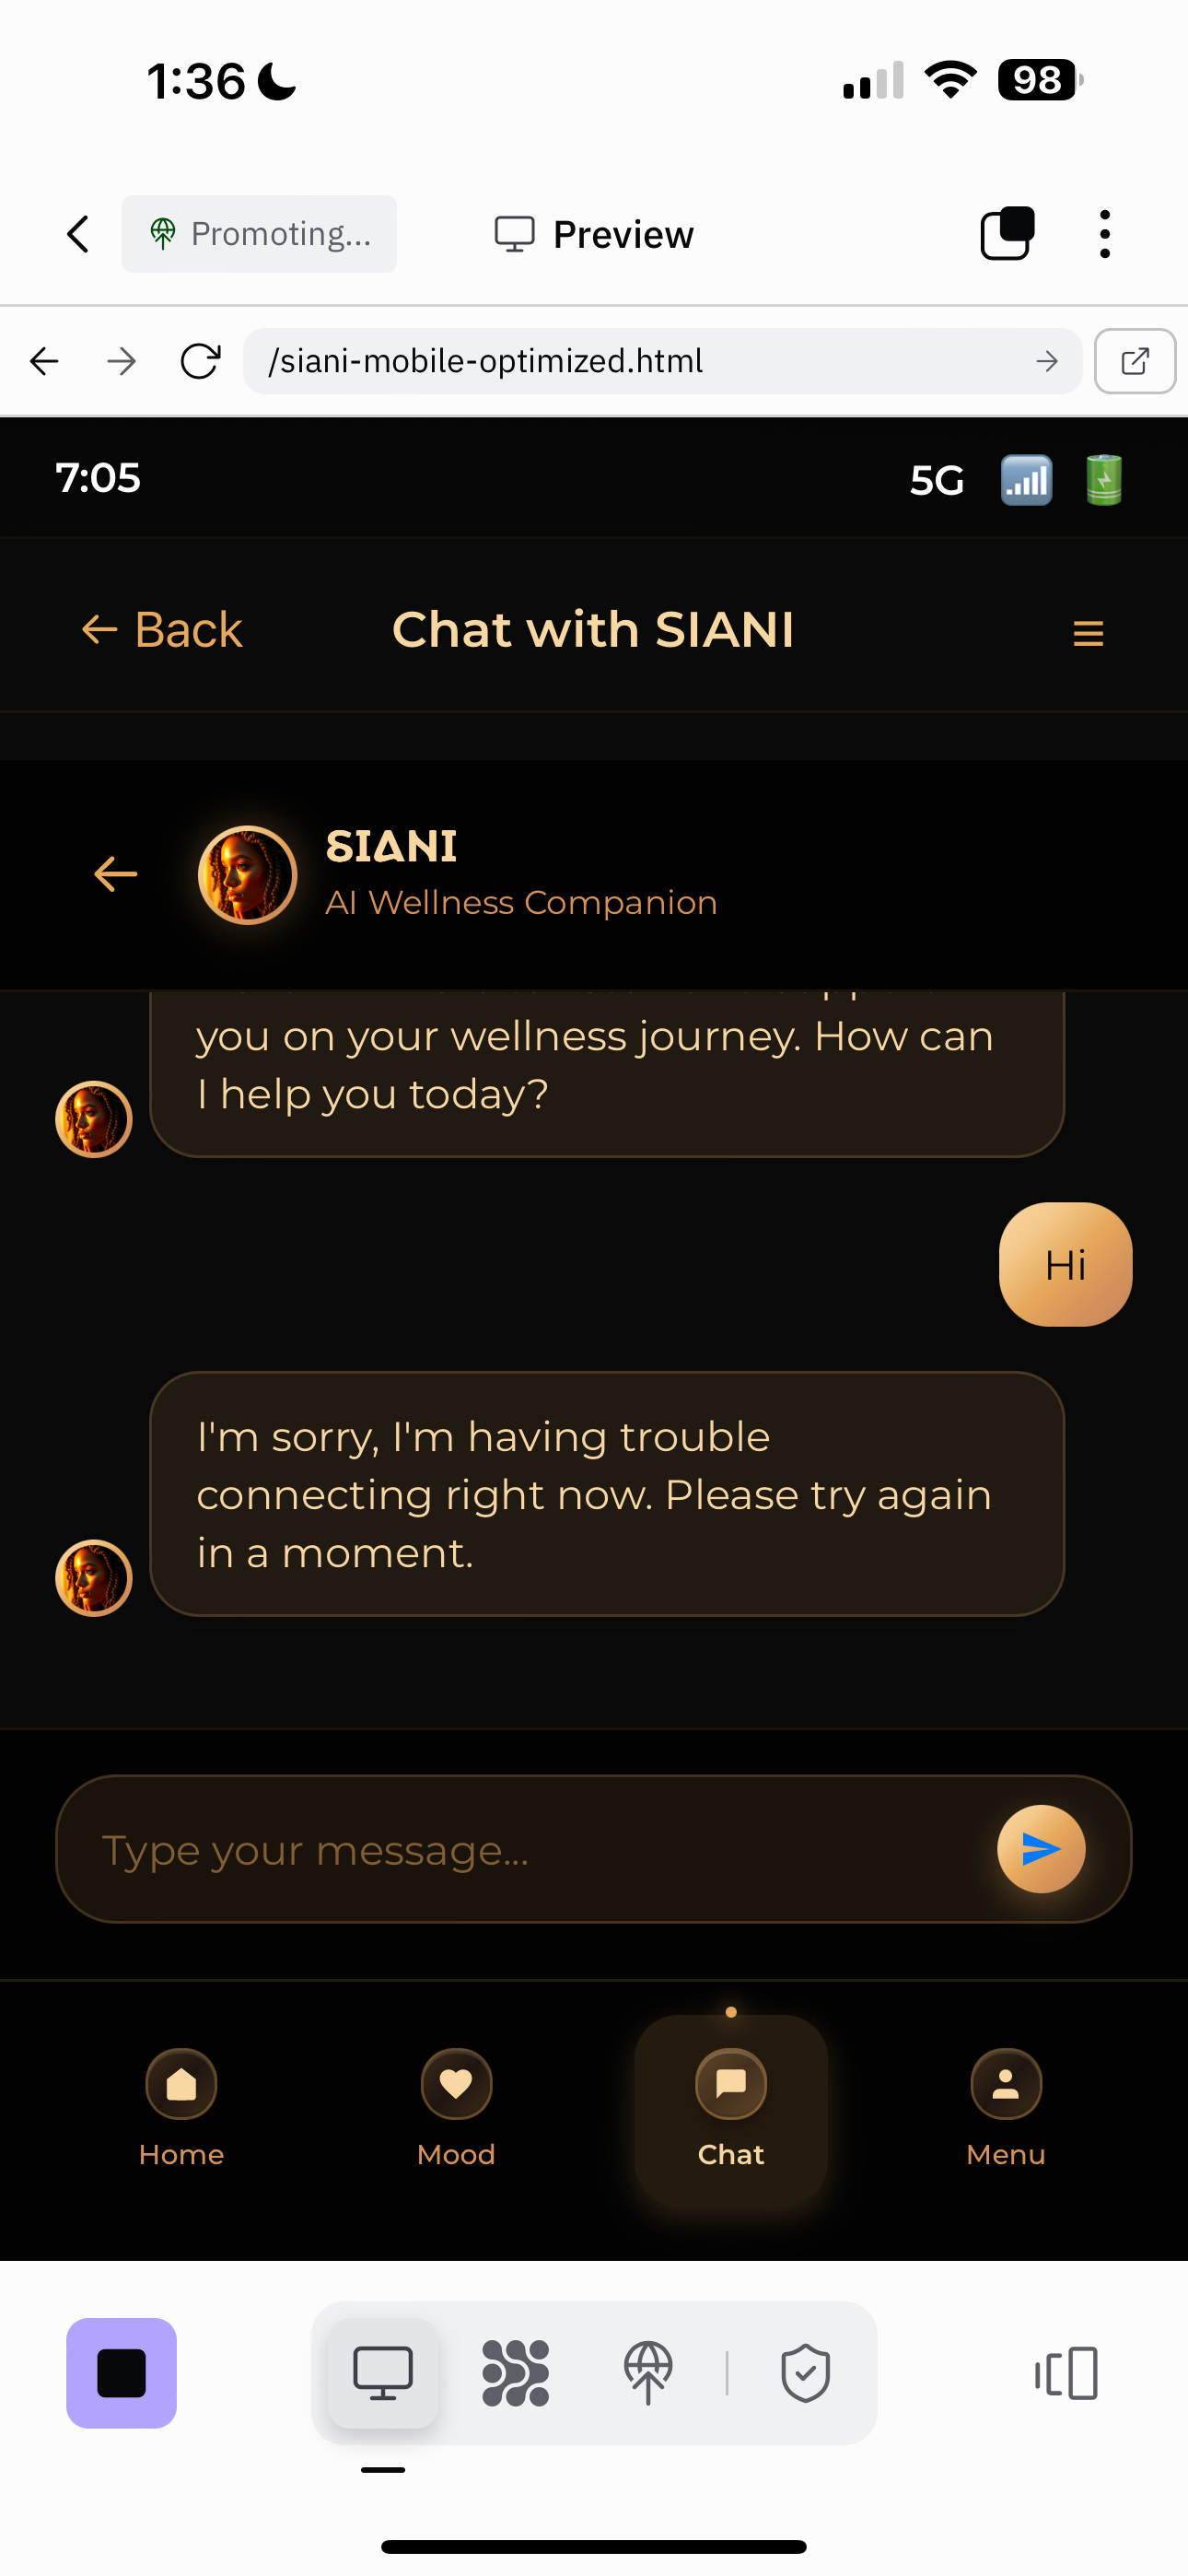 1:36
98
Promoting...
Preview
/siani-mobile-optimized.html
7:05
5G
← Back
Chat with SIANI
SIANI
AI Wellness Companion
you on your wellness journey. How can
I help you today?
Hi
I'm sorry, I'm having trouble
connecting right now. Please try again
in a moment.
Type your message...
Home
Mood
Chat
Menu